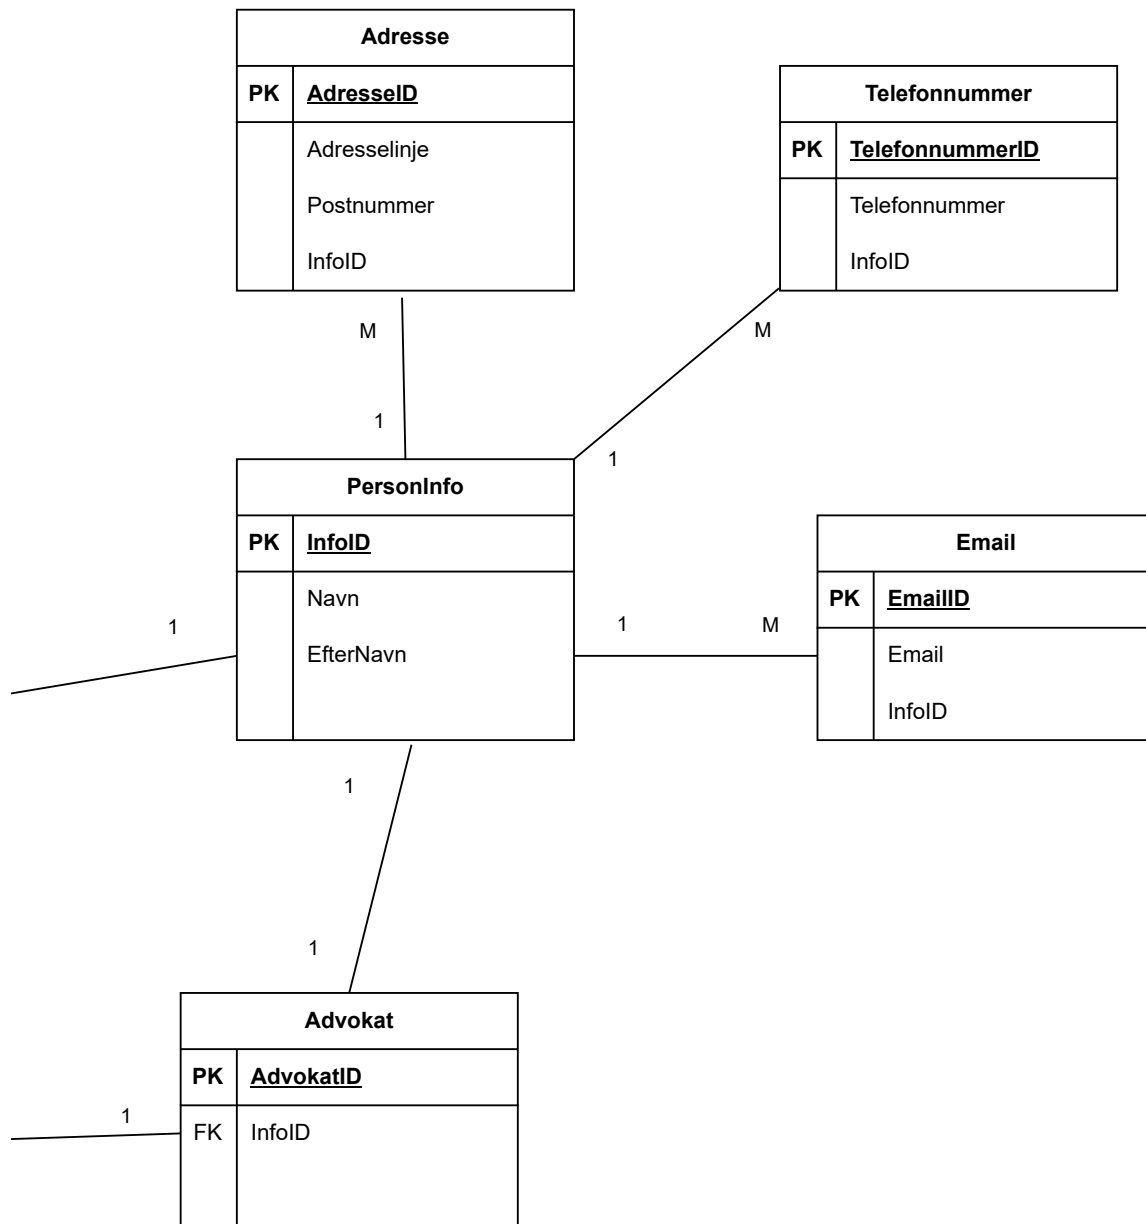 Adresse
PK AdresseID
Adresselinje
Postnummer
InfoID
Telefonnummer
PK TelefonnummerID
Telefonnummer
InfoID
M
M
1
1
PersonInfo
PK InfoID
Navn
EfterNavn
Email
PK EmailID
Email
InfoID
1
1
M
1
1
Advokat
PK AdvokatID
FK InfoID
1